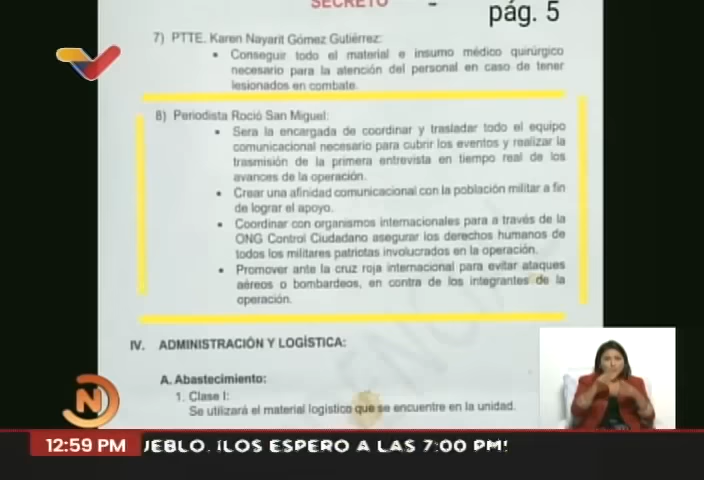 SECRETO
pág. 5
7) PTTE. Karen Nayarit Gómez Gutiérrez:
• Conseguir todo el material e insumo médico quirúrgico
necesario para la atención del personal en caso de tener
lesionados en combate.
8) Periodista Roció San Miguel:
• Sera la encargada de coordinar y trasladar todo el equipo
comunicacional necesario para cubrir los eventos y realizar la
trasmisión de la primera entrevista en tiempo real de los
avances de la operación.
• Crear una afinidad comunicacional con la población militar a fin
de lograr el apoyo.
• Coordinar con organismos internacionales para a través de la
ONG Control Ciudadano asegurar los derechos humanos de
todos los militares patriotas involucrados en la operación.
• Promover ante la cruz roja internacional para evitar ataques
aéreos o bombardeos, en contra de los integrantes de la
operación.
IV. ADMINISTRACIÓN Y LOGÍSTICA:
A. Abastecimiento:
1. Clase I:
Se utilizará el material logístico que se encuentre en la unidad.
N
12:59 PM UEBLO. ¡LOS ESPERO A LAS 7:00 PM!